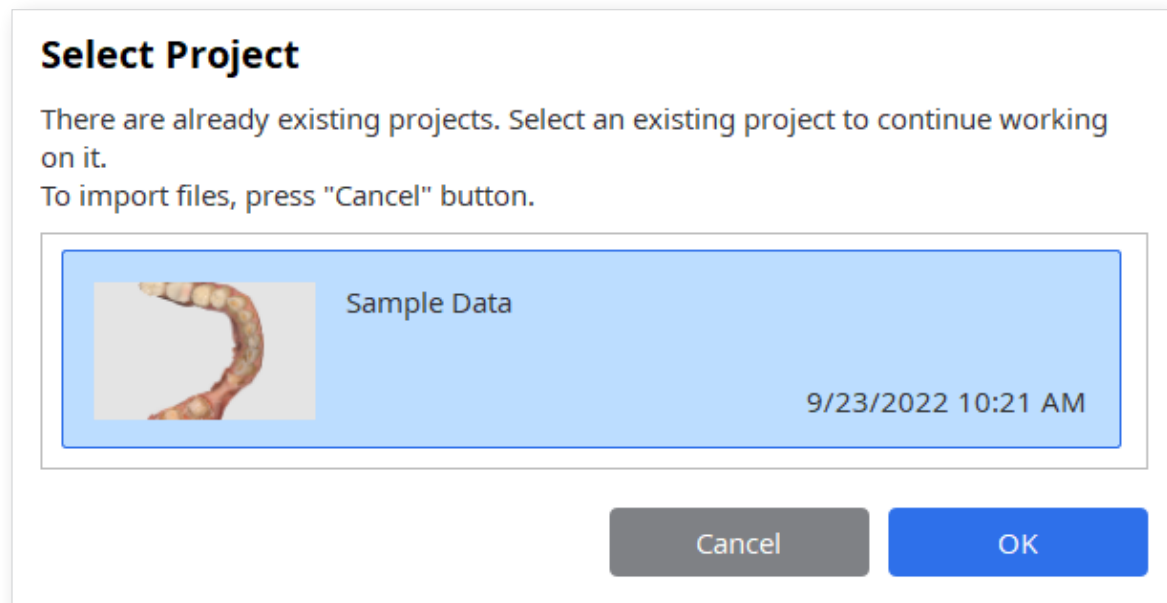 Select Project
There are already existing projects. Select an existing project to continue working
on it.
To import files, press "Cancel" button.
Sample Data
9/23/2022 10:21 AM
Cancel
OK